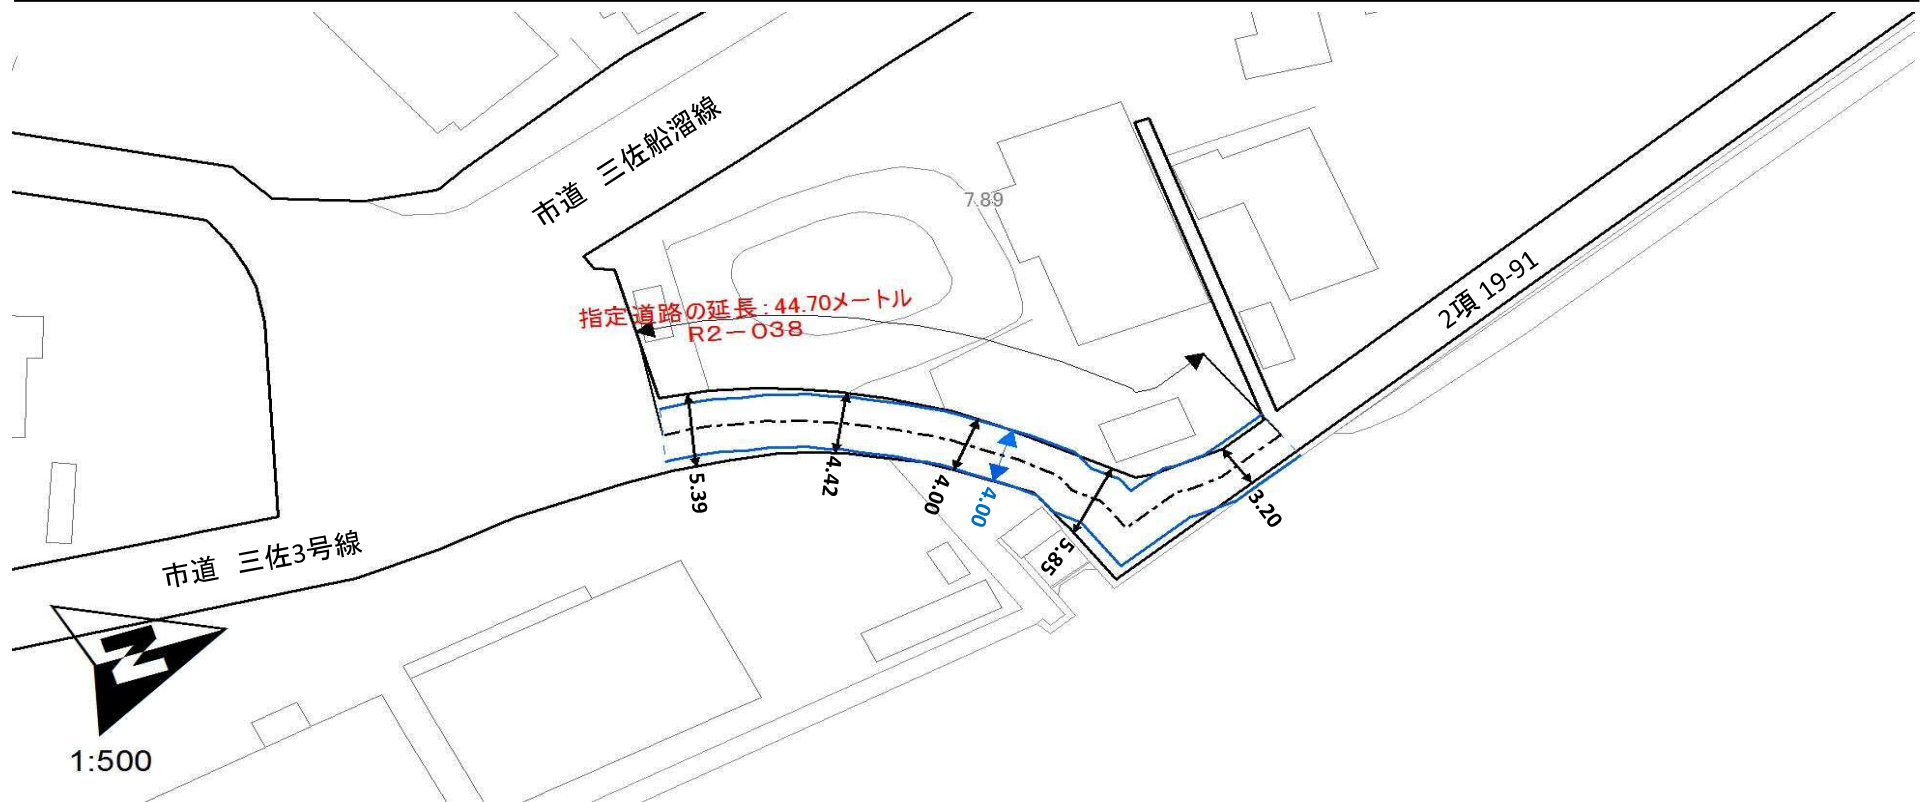 市道 三佐船溜線
7.89
指定道路の延長：44.70メートル
R2－038
2項 19-91
5.39
4.42
4.00
4.00
5.85
3.20
市道 三佐3号線
N
1:500